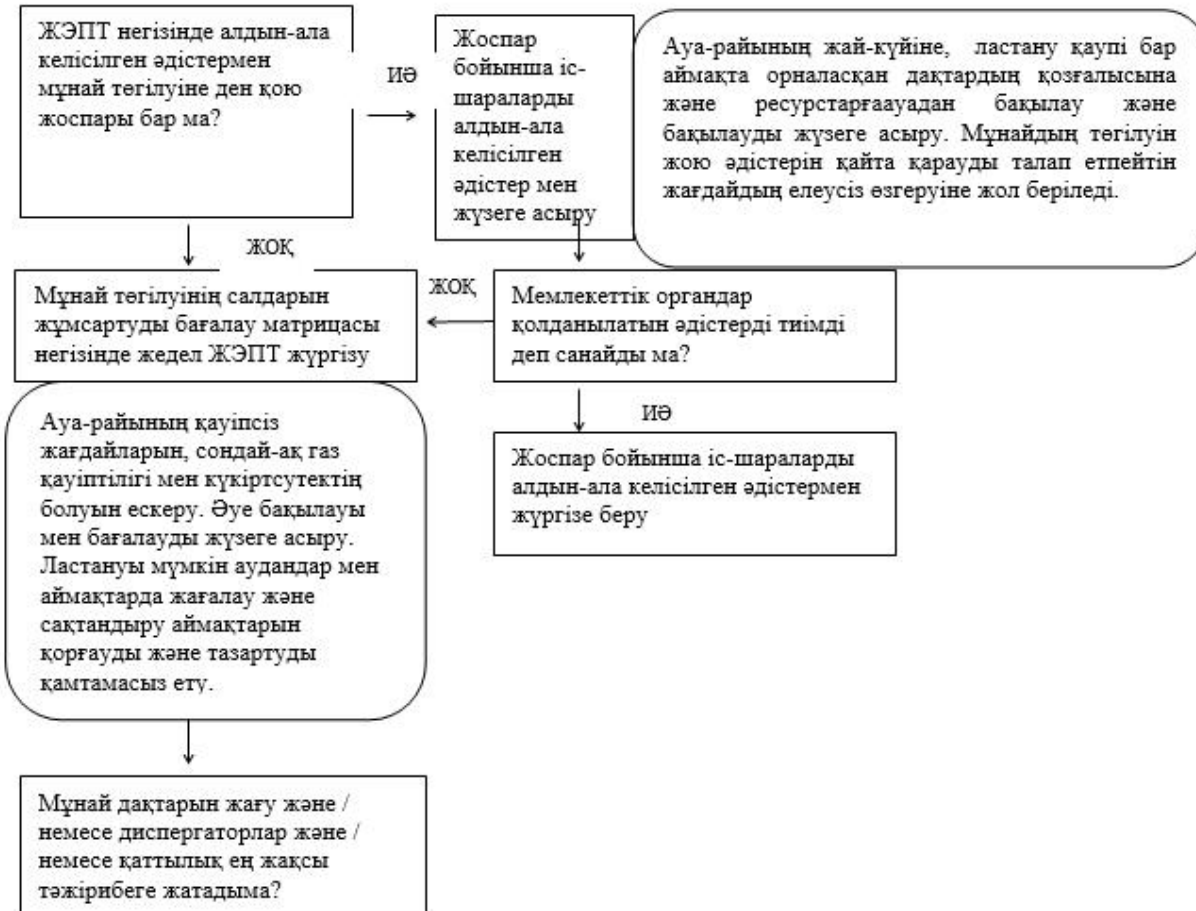 ЖЭПТ негізінде алдын-ала
келісілген әдістермен
мұнай төгілуіне ден қою
жоспары бар ма?
ИӘ
Жоспар
бойынша іс-
шараларды
алдын-ала
келісілген
әдістер мен
жүзеге асыру
Ауа-райының жай-күйіне, ластану қаупі бар
аймақта орналасқан дақтардың қозғалысына
және ресурстарғаауадан бақылау және
бақылауды жүзеге асыру. Мұнайдың төгілуін
жою әдістерін қайта қарауды талап етпейтін
жағдайдың елеусіз өзгеруіне жол беріледі.
ЖОҚ
Мұнай төгілуінің салдарын
жұмсартуды бағалау матрицасы
негізінде жедел ЖЭПТ жүргізу
ЖОҚ
Мемлекеттік органдар
қолданылатын әдістерді тиімді
деп санайды ма?
ИӘ
Жоспар бойынша іс-шараларды
алдын-ала келісілген әдістермен
жүргізе беру
Ауа-райының қауіпсіз
жағдайларын, сондай-ақ газ
қауіптілігі мен күкіртсутектің
болуын ескеру. Әуе бақылауы
мен бағалауды жүзеге асыру.
Ластануы мүмкін аудандар мен
аймақтарда жағалау және
сақтандыру аймақтарын
қорғауды және тазартуды
қамтамасыз ету.
Мұнай дақтарын жағу және /
немесе диспергаторлар және /
немесе қаттылық ең жақсы
тәжірибеге жатадыма?